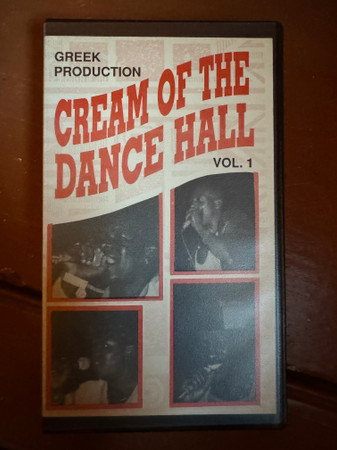 GREEK
PRODUCTION
CREAM OF THE
DANCE HALL
VOL. 1